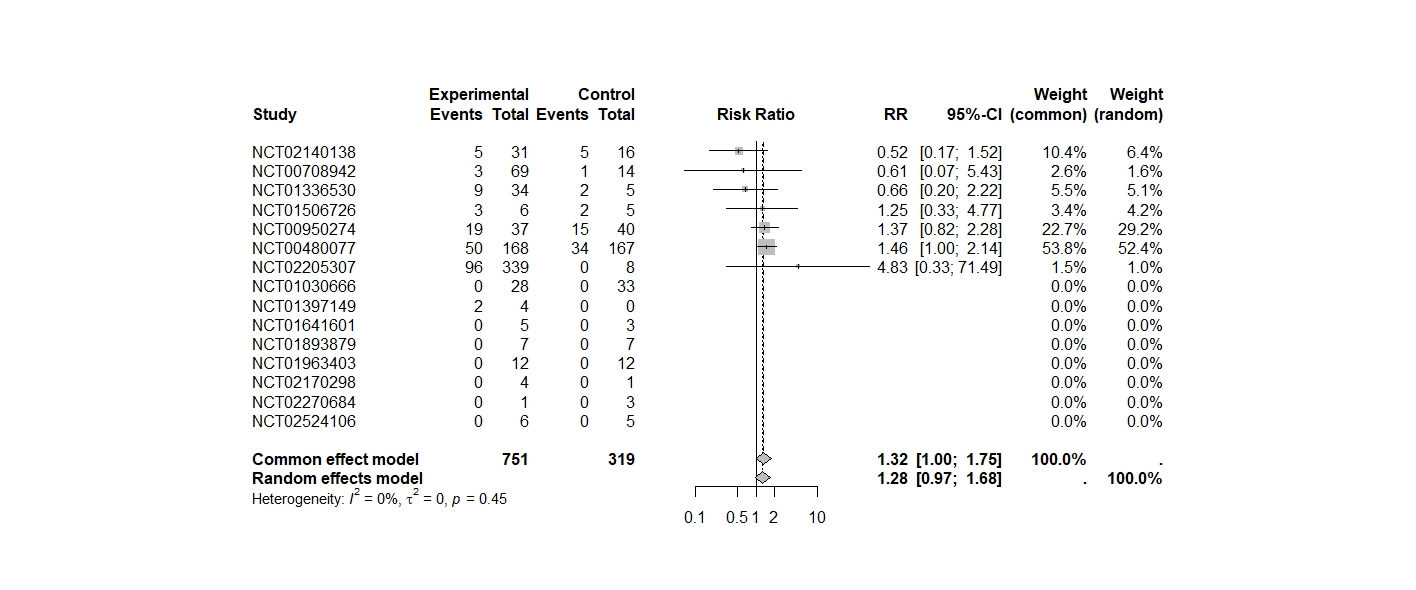 Experimental Control Weight Weight
Study Events Total Events Total Risk Ratio RR 95%-CI (common) (random)
NCT02140138 5 31 5 16 0.52 [0.17; 1.52] 10.4% 6.4%
NCT00708942 3 69 1 14 0.61 [0.07; 5.43] 2.6% 1.6%
NCT01336530 9 34 2 5 0.66 [0.20; 2.22] 5.5% 5.1%
NCT01506726 3 6 2 5 1.25 [0.33; 4.77] 3.4% 4.2%
NCT00950274 19 37 15 40 1.37 [0.82; 2.28] 22.7% 29.2%
NCT00480077 50 168 34 167 1.46 [1.00; 2.14] 53.8% 52.4%
NCT02205307 96 339 0 8 4.83 [0.33; 71.49] 1.5% 1.0%
NCT01030666 0 28 0 33 0.0% 0.0%
NCT01397149 2 4 0 0 0.0% 0.0%
NCT01641601 0 5 0 3 0.0% 0.0%
NCT01893879 0 7 0 7 0.0% 0.0%
NCT01963403 0 12 0 12 0.0% 0.0%
NCT02170298 0 4 0 1 0.0% 0.0%
NCT02270684 0 1 0 3 0.0% 0.0%
NCT02524106 0 6 0 5 0.0% 0.0%
Common effect model 751 319 1.32 [1.00; 1.75] 100.0% .
Random effects model 1.28 [0.97; 1.68] . 100.0%
Heterogeneity: I² = 0%, τ² = 0, p = 0.45
0.1 0.5 1 2 10